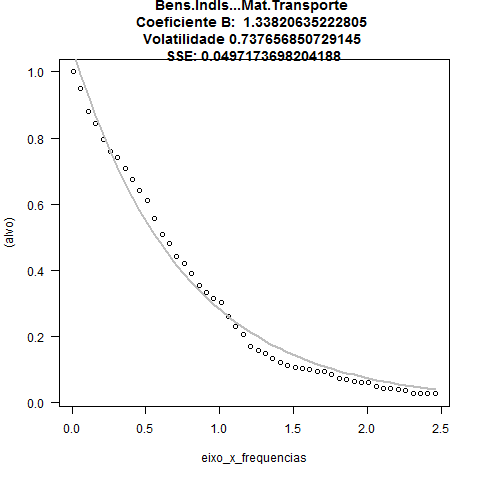 Bens.Indis...Mat.Transporte
Coeficiente B:  1.33820635222805
Volatilidade 0.737656850729145
SSE: 0.0497173698204188
1.0
0.8
0.6
0.4
0.2
0.0
(alvo)
0.0
0.5
1.0
1.5
2.0
2.5
eixo_x_frequencias